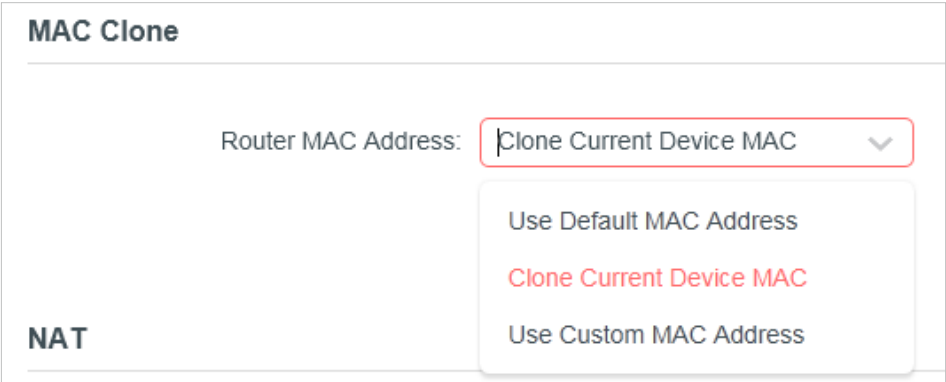 MAC Clone
Router MAC Address: Clone Current Device MAC
Use Default MAC Address
Clone Current Device MAC
Use Custom MAC Address
NAT